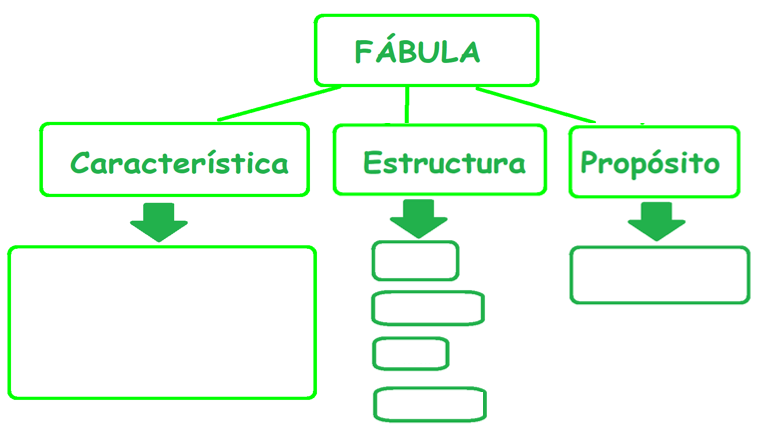 FÁBULA
Característica
Estructura
Propósito